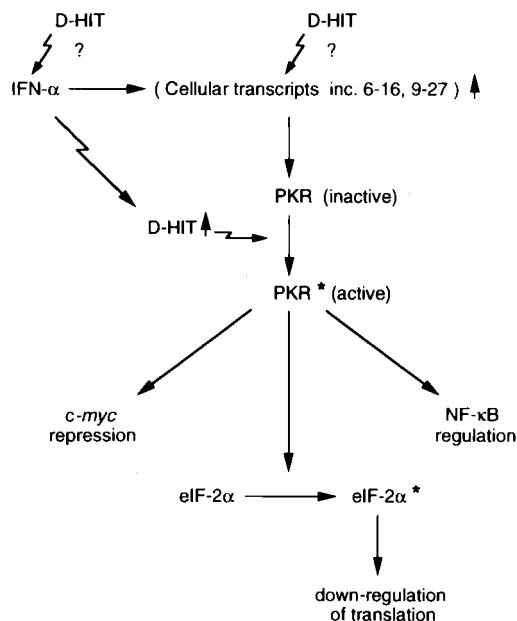 D-HIT D-HIT
? ?
IFN-α ( Cellular transcripts inc. 6-16, 9-27 )
PKR (inactive)
D-HIT
PKR * (active)
c-myc NF-κB
repression regulation
eIF-2α eIF-2α *
down-regulation
of translation